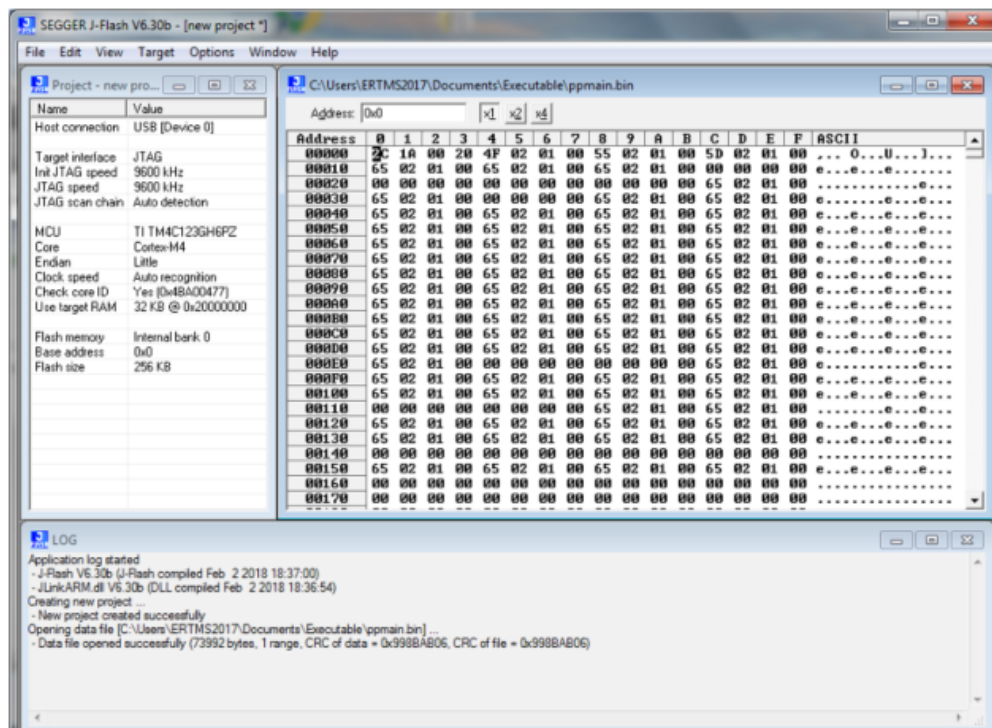 SEGGER J-Flash V6.30b - [new project *]
File Edit View Target Options Window Help
Project - new pro...
Name Value
Host connection USB [Device 0]
Target interface JTAG
Init JTAG speed 9600 kHz
JTAG speed 9600 kHz
JTAG scan chain Auto detection
MCU TI TM4C123GH6PZ
Core Cortex-M4
Endian Little
Clock speed Auto recognition
Check core ID Yes (0x4BA00477)
Use target RAM 32 KB @ 0x20000000
Flash memory Internal bank 0
Base address 0x0
Flash size 256 KB
C:\Users\ERTMS2017\Documents\Executable\ppmain.bin
Address: 0x0 x1 x2 x4
Address 0 1 2 3 4 5 6 7 8 9 A B C D E F ASCII
00000 2C 1A 00 20 4F 02 01 00 55 02 01 00 5D 02 01 00 ,.. O...U...]...
00010 65 02 01 00 65 02 01 00 65 02 01 00 00 00 00 00 e...e...e.......
00020 00 00 00 00 00 00 00 00 00 00 00 00 65 02 01 00 ............e...
00030 65 02 01 00 00 00 00 00 65 02 01 00 65 02 01 00 e.......e...e...
00040 65 02 01 00 65 02 01 00 65 02 01 00 65 02 01 00 e...e...e...e...
00050 65 02 01 00 65 02 01 00 65 02 01 00 65 02 01 00 e...e...e...e...
00060 65 02 01 00 65 02 01 00 65 02 01 00 65 02 01 00 e...e...e...e...
00070 65 02 01 00 65 02 01 00 65 02 01 00 65 02 01 00 e...e...e...e...
00080 65 02 01 00 65 02 01 00 65 02 01 00 65 02 01 00 e...e...e...e...
00090 65 02 01 00 65 02 01 00 65 02 01 00 65 02 01 00 e...e...e...e...
000A0 65 02 01 00 65 02 01 00 65 02 01 00 65 02 01 00 e...e...e...e...
000B0 65 02 01 00 65 02 01 00 65 02 01 00 65 02 01 00 e...e...e...e...
000C0 65 02 01 00 65 02 01 00 65 02 01 00 65 02 01 00 e...e...e...e...
000D0 65 02 01 00 65 02 01 00 65 02 01 00 65 02 01 00 e...e...e...e...
000E0 65 02 01 00 00 00 00 00 00 00 00 00 65 02 01 00 e...........e...
000F0 65 02 01 00 65 02 01 00 65 02 01 00 65 02 01 00 e...e...e...e...
00100 65 02 01 00 65 02 01 00 65 02 01 00 65 02 01 00 e...e...e...e...
00110 00 00 00 00 00 00 00 00 65 02 01 00 65 02 01 00 ........e...e...
00120 65 02 01 00 65 02 01 00 65 02 01 00 65 02 01 00 e...e...e...e...
00130 65 02 01 00 65 02 01 00 65 02 01 00 65 02 01 00 e...e...e...e...
00140 00 00 00 00 00 00 00 00 00 00 00 00 00 00 00 00 ................
00150 65 02 01 00 65 02 01 00 65 02 01 00 65 02 01 00 e...e...e...e...
00160 00 00 00 00 00 00 00 00 00 00 00 00 00 00 00 00 ................
00170 00 00 00 00 00 00 00 00 00 00 00 00 00 00 00 00 ................
LOG
Application log started
- J-Flash V6.30b (J-Flash compiled Feb 2 2018 18:37:00)
- JLinkARM.dll V6.30b (DLL compiled Feb 2 2018 18:36:54)
Creating new project ...
- New project created successfully
Opening data file [C:\Users\ERTMS2017\Documents\Executable\ppmain.bin] ...
- Data file opened successfully (73992 bytes, 1 range, CRC of data = 0x998BAB06, CRC of file = 0x998BAB06)